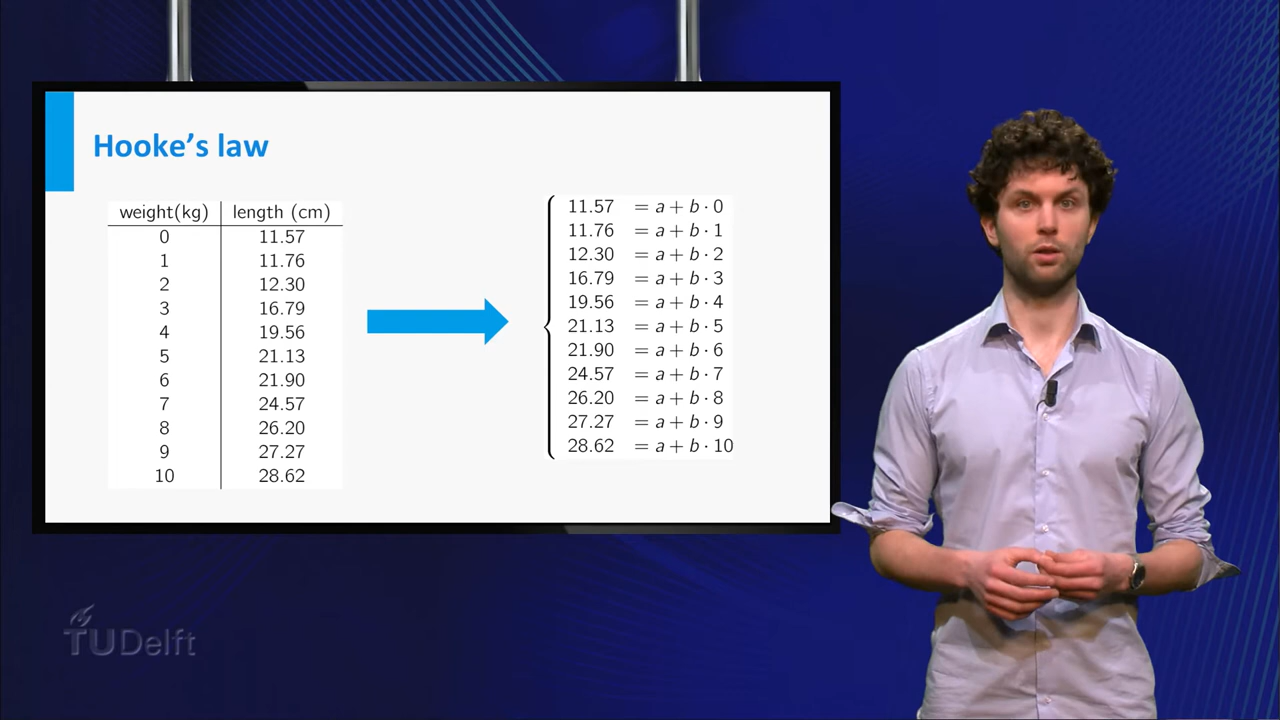 Hooke's law
weight(kg) length (cm)
0 11.57
1 11.76
2 12.30
3 16.79
4 19.56
5 21.13
6 21.90
7 24.57
8 26.20
9 27.27
10 28.62
11.57 = a + b · 0
11.76 = a + b · 1
12.30 = a + b · 2
16.79 = a + b · 3
19.56 = a + b · 4
21.13 = a + b · 5
21.90 = a + b · 6
24.57 = a + b · 7
26.20 = a + b · 8
27.27 = a + b · 9
28.62 = a + b · 10
TUDelft